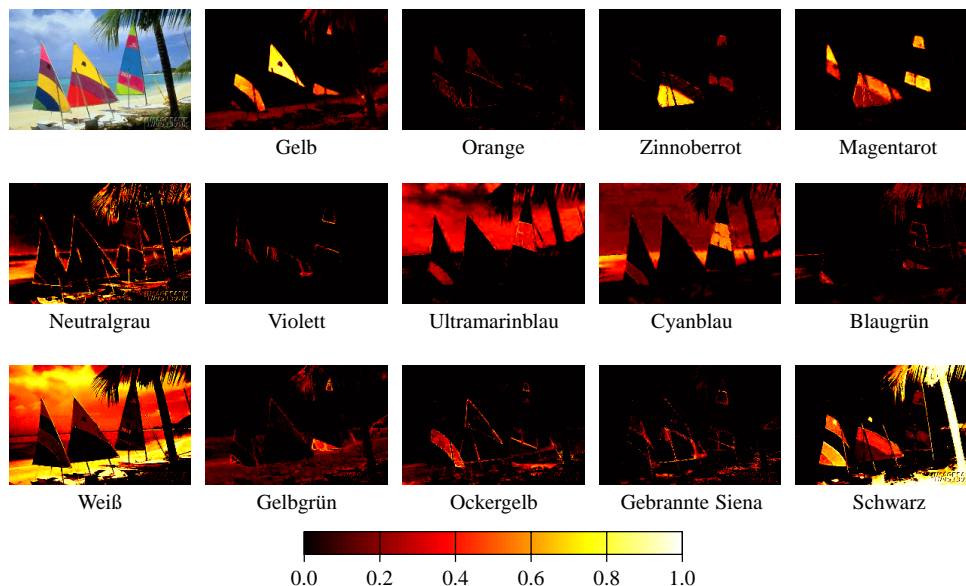 Gelb
Orange
Zinnoberrot
Magentarot
Neutralgrau
Violett
Ultramarinblau
Cyanblau
Blaugrün
Weiß
Gelbgrün
Ockergelb
Gebrannte Siena
Schwarz
0.0 0.2 0.4 0.6 0.8 1.0